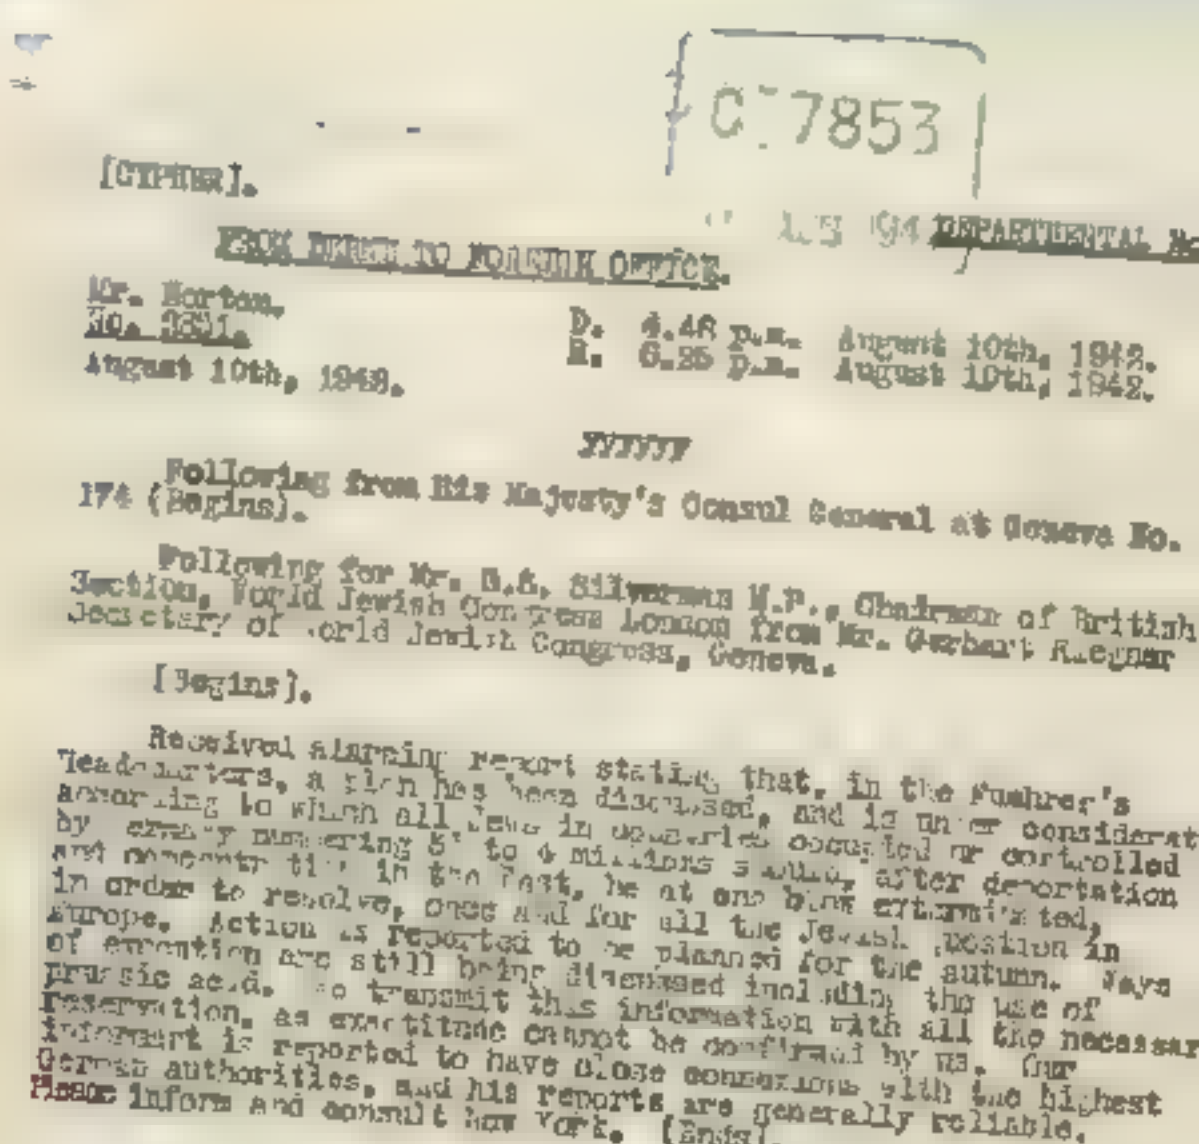 C 7853
[CYPHER].
DEPARTMENTAL No.
FROM BERNE TO FOREIGN OFFICE.
Mr. Norton,
No. 2831.
D. 4.48 p.m. August 10th, 1942.
R. 6.25 p.m. August 10th, 1942.
August 10th, 1942.
yyyyyy
Following from His Majesty's Consul General at Geneva No.
174 (Begins).
Following for Mr. S.S. Silverman M.P., Chairman of British
Section, World Jewish Congress London from Mr. Gerhart Riegner
Secretary of World Jewish Congress, Geneva.
[Begins].
Received alarming report stating that, in the Fuehrer's
Headquarters, a plan has been discussed, and is under considerat
according to which all Jews in countries occupied or controlled
by Germany numbering 3½ to 4 millions should, after deportation
and concentration in the East, be at one blow exterminated,
in order to resolve, once and for all the Jewish question in
Europe. Action is reported to be planned for the autumn. Ways
of execution are still being discussed including the use of
prussic acid. We transmit this information with all the necessar
reservation, as exactitude cannot be confirmed by us. Our
informant is reported to have close connexions with the highest
German authorities, and his reports are generally reliable.
Please inform and consult New York. [Ends].